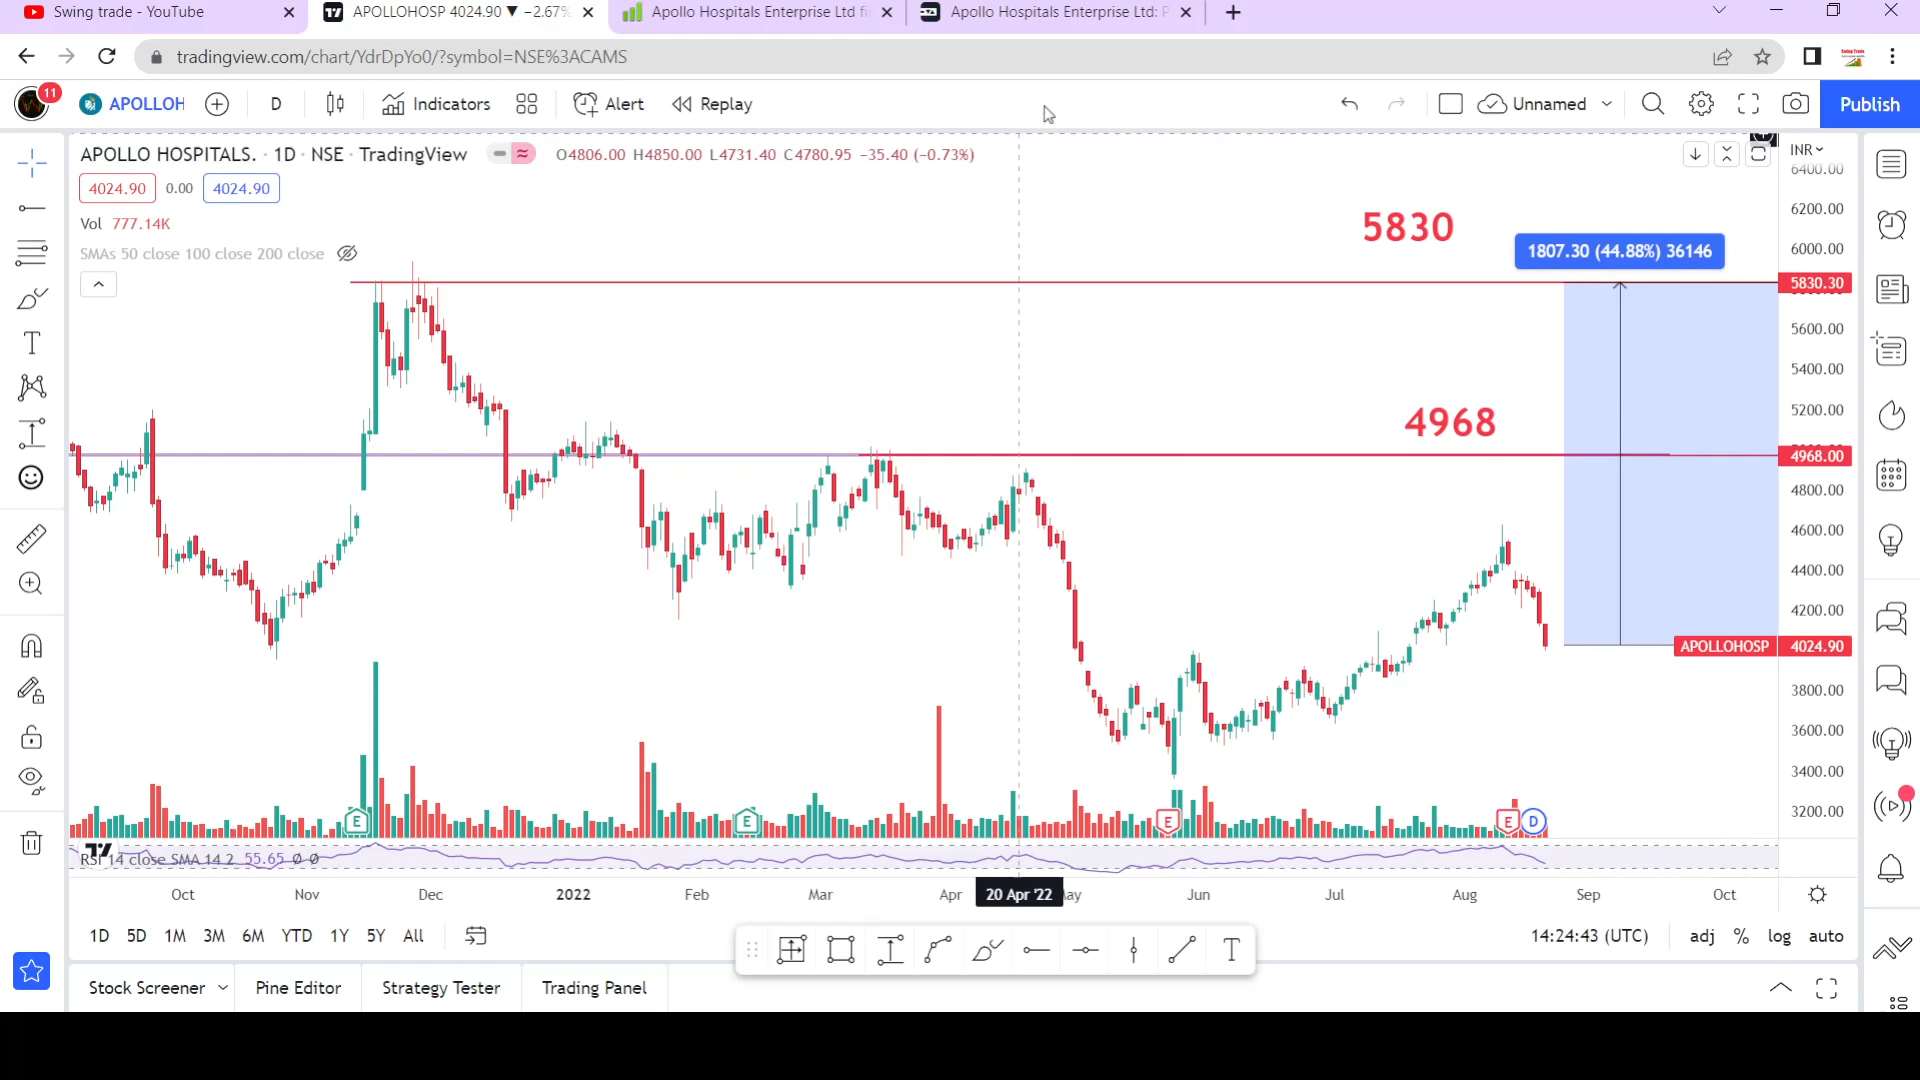 Swing trade - YouTube
APOLLOHOSP 4024.90 ▼ −2.67%
Apollo Hospitals Enterprise Ltd fi
Apollo Hospitals Enterprise Ltd: P
tradingview.com/chart/YdrDpYo0/?symbol=NSE%3ACAMS
11
APOLLOH
D
Indicators
Alert
Replay
Unnamed
Publish
APOLLO HOSPITALS. · 1D · NSE · TradingView
O4806.00 H4850.00 L4731.40 C4780.95 −35.40 (−0.73%)
INR
4024.90 0.00 4024.90
Vol 777.14K
SMAs 50 close 100 close 200 close
5830
1807.30 (44.88%) 36146
4968
6400.00
6200.00
6000.00
5830.30
5600.00
5400.00
5200.00
4968.00
4800.00
4600.00
4400.00
4200.00
APOLLOHOSP 4024.90
3800.00
3600.00
3400.00
3200.00
E
E
E
E
D
RSI 14 close SMA 14 2 55.65 ∅ ∅
Oct Nov Dec 2022 Feb Mar Apr 20 Apr '22 Jun Jul Aug Sep Oct
1D 5D 1M 3M 6M YTD 1Y 5Y All
14:24:43 (UTC) adj % log auto
Stock Screener Pine Editor Strategy Tester Trading Panel